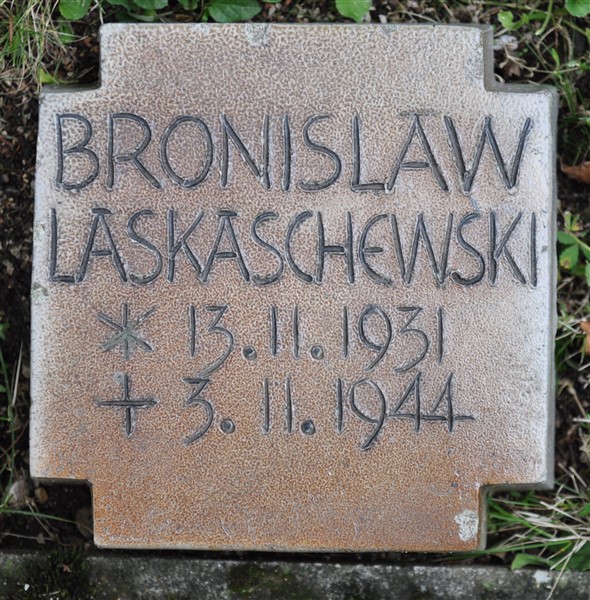 BRONISLAW
LASKASCHEWSKI
* 13.11.1931
+ 3.11.1944